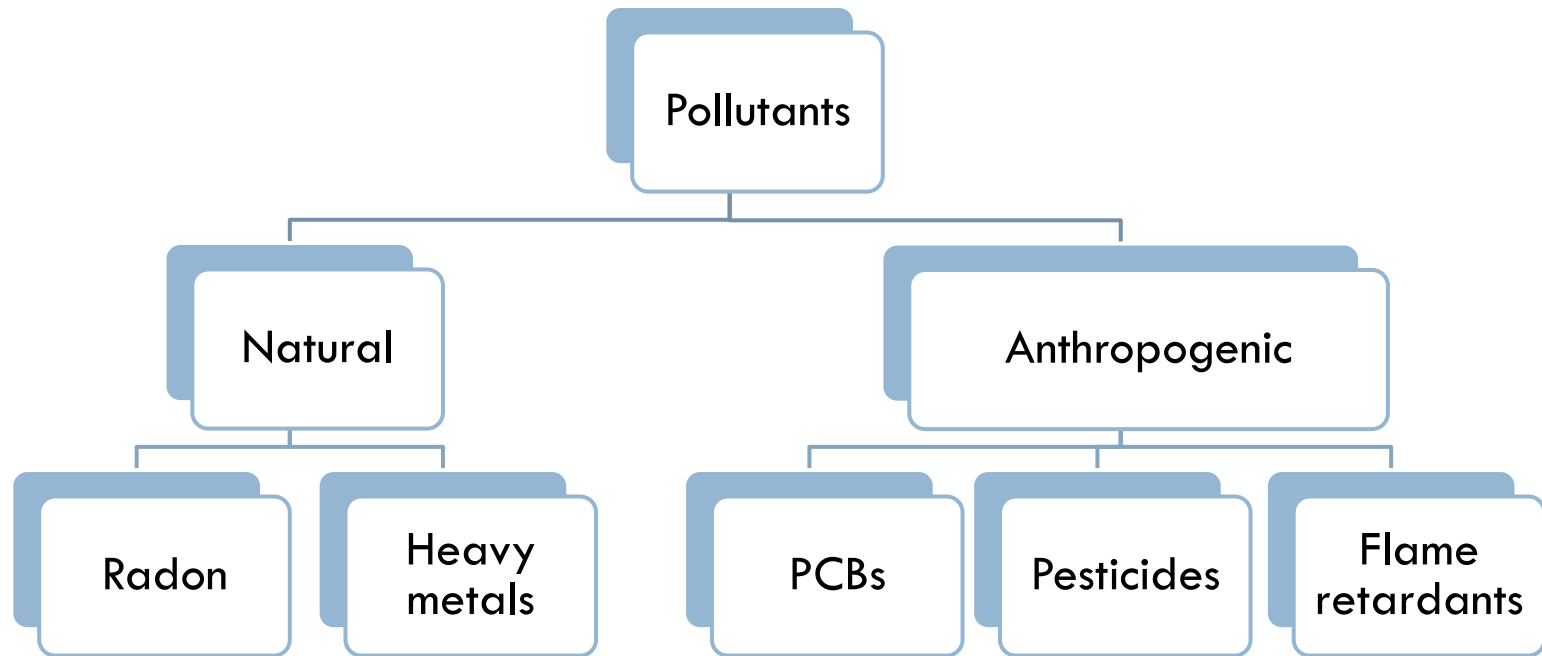 Pollutants
Natural
Anthropogenic
Radon
Heavy
metals
PCBs
Pesticides
Flame
retardants